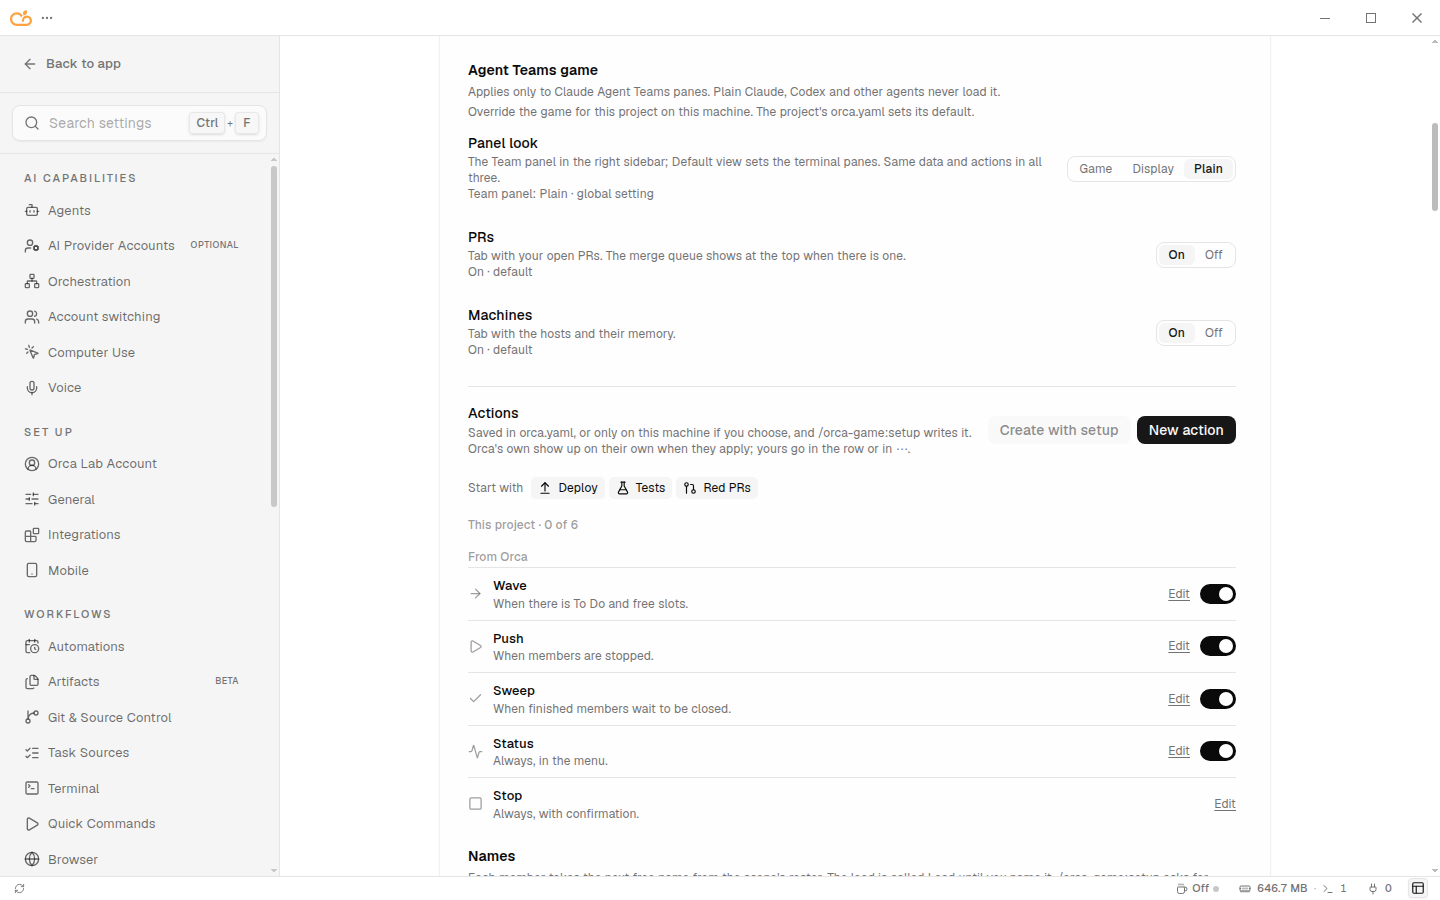 Back to app
Search settings
Ctrl + F
AI CAPABILITIES
Agents
AI Provider Accounts OPTIONAL
Orchestration
Account switching
Computer Use
Voice
SET UP
Orca Lab Account
General
Integrations
Mobile
WORKFLOWS
Automations
Artifacts BETA
Git & Source Control
Task Sources
Terminal
Quick Commands
Browser
Agent Teams game
Applies only to Claude Agent Teams panes. Plain Claude, Codex and other agents never load it.
Override the game for this project on this machine. The project's orca.yaml sets its default.
Panel look
The Team panel in the right sidebar; Default view sets the terminal panes. Same data and actions in all
three.
Team panel: Plain · global setting
Game Display Plain
PRs
Tab with your open PRs. The merge queue shows at the top when there is one.
On · default
On Off
Machines
Tab with the hosts and their memory.
On · default
On Off
Actions
Saved in orca.yaml, or only on this machine if you choose, and /orca-game:setup writes it.
Orca's own show up on their own when they apply; yours go in the row or in ···.
Create with setup New action
Start with Deploy Tests Red PRs
This project · 0 of 6
From Orca
Wave
When there is To Do and free slots.
Edit
Push
When members are stopped.
Edit
Sweep
When finished members wait to be closed.
Edit
Status
Always, in the menu.
Edit
Stop
Always, with confirmation.
Edit
Names
Off 646.7 MB · 1 0